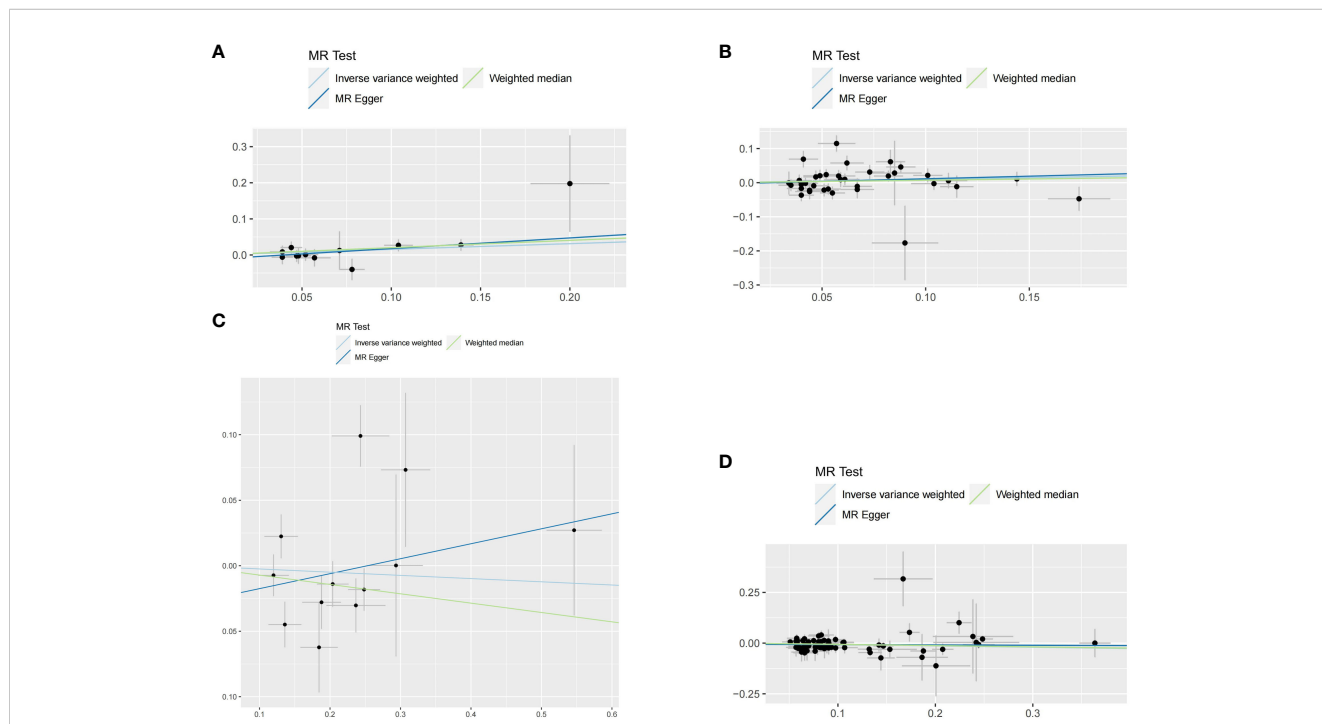 A
MR Test
Inverse variance weighted
Weighted median
MR Egger
0.3
0.2
0.1
0.0
0.05
0.10
0.15
0.20
B
MR Test
Inverse variance weighted
Weighted median
MR Egger
0.1
0.0
−0.1
−0.2
−0.3
0.05
0.10
0.15
C
MR Test
Inverse variance weighted
Weighted median
MR Egger
0.10
0.05
0.00
0.05
0.10
0.1
0.2
0.3
0.4
0.5
0.6
D
MR Test
Inverse variance weighted
Weighted median
MR Egger
0.25
0.00
−0.25
0.1
0.2
0.3